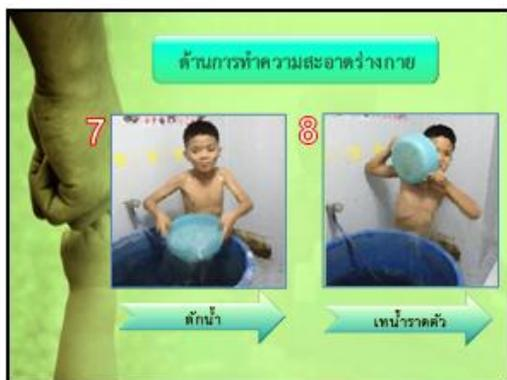 ด้านการทำความสะอาดร่างกาย
7
8
ตักน้ำ
เทน้ำราดตัว